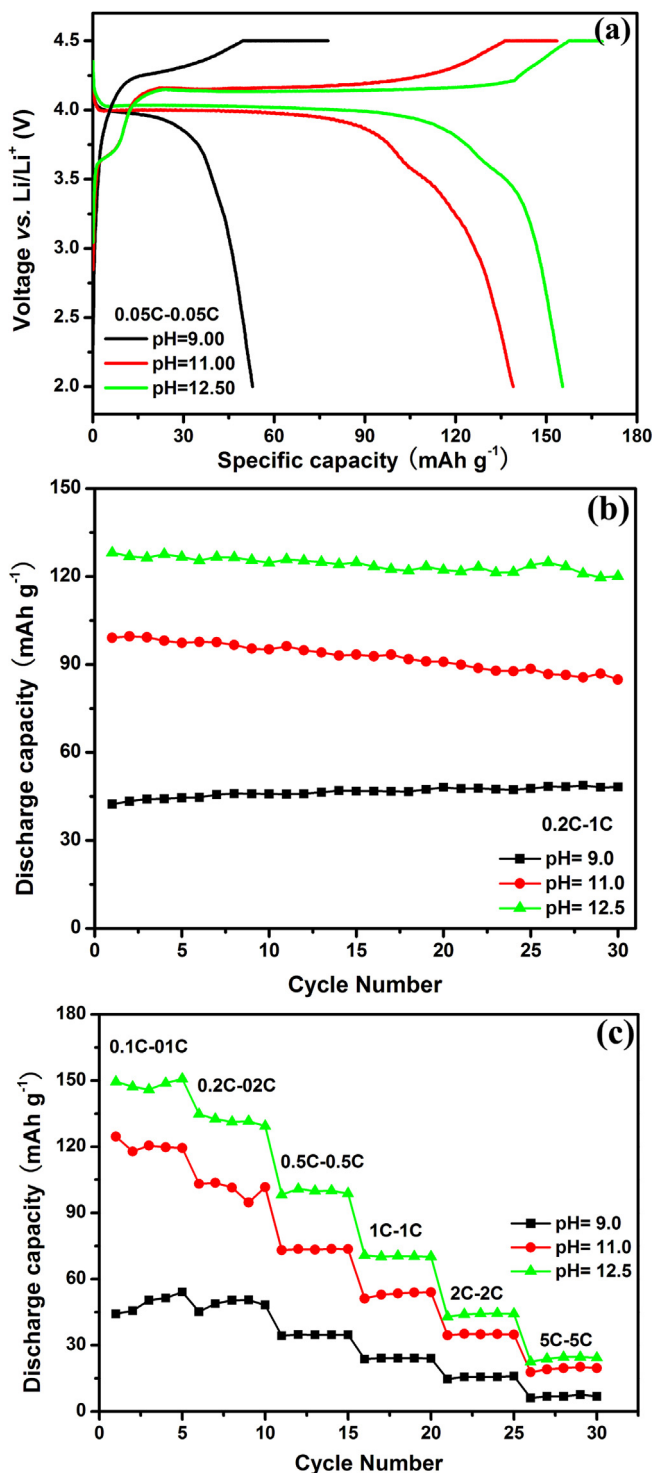 (a)
4.5
4.0
3.5
3.0
2.5
2.0
Voltage vs. Li/Li⁺ (V)
0.05C-0.05C
pH=9.00
pH=11.00
pH=12.50
0 30 60 90 120 150 180
Specific capacity（mAh g⁻¹）
(b)
150
120
90
60
30
0
Discharge capacity（mAh g⁻¹）
0.2C-1C
pH= 9.0
pH= 11.0
pH= 12.5
0 5 10 15 20 25 30
Cycle Number
(c)
180
150
120
90
60
30
0
Discharge capacity（mAh g⁻¹）
0.1C-01C
0.2C-02C
0.5C-0.5C
1C-1C
2C-2C
5C-5C
pH= 9.0
pH= 11.0
pH= 12.5
0 5 10 15 20 25 30
Cycle Number